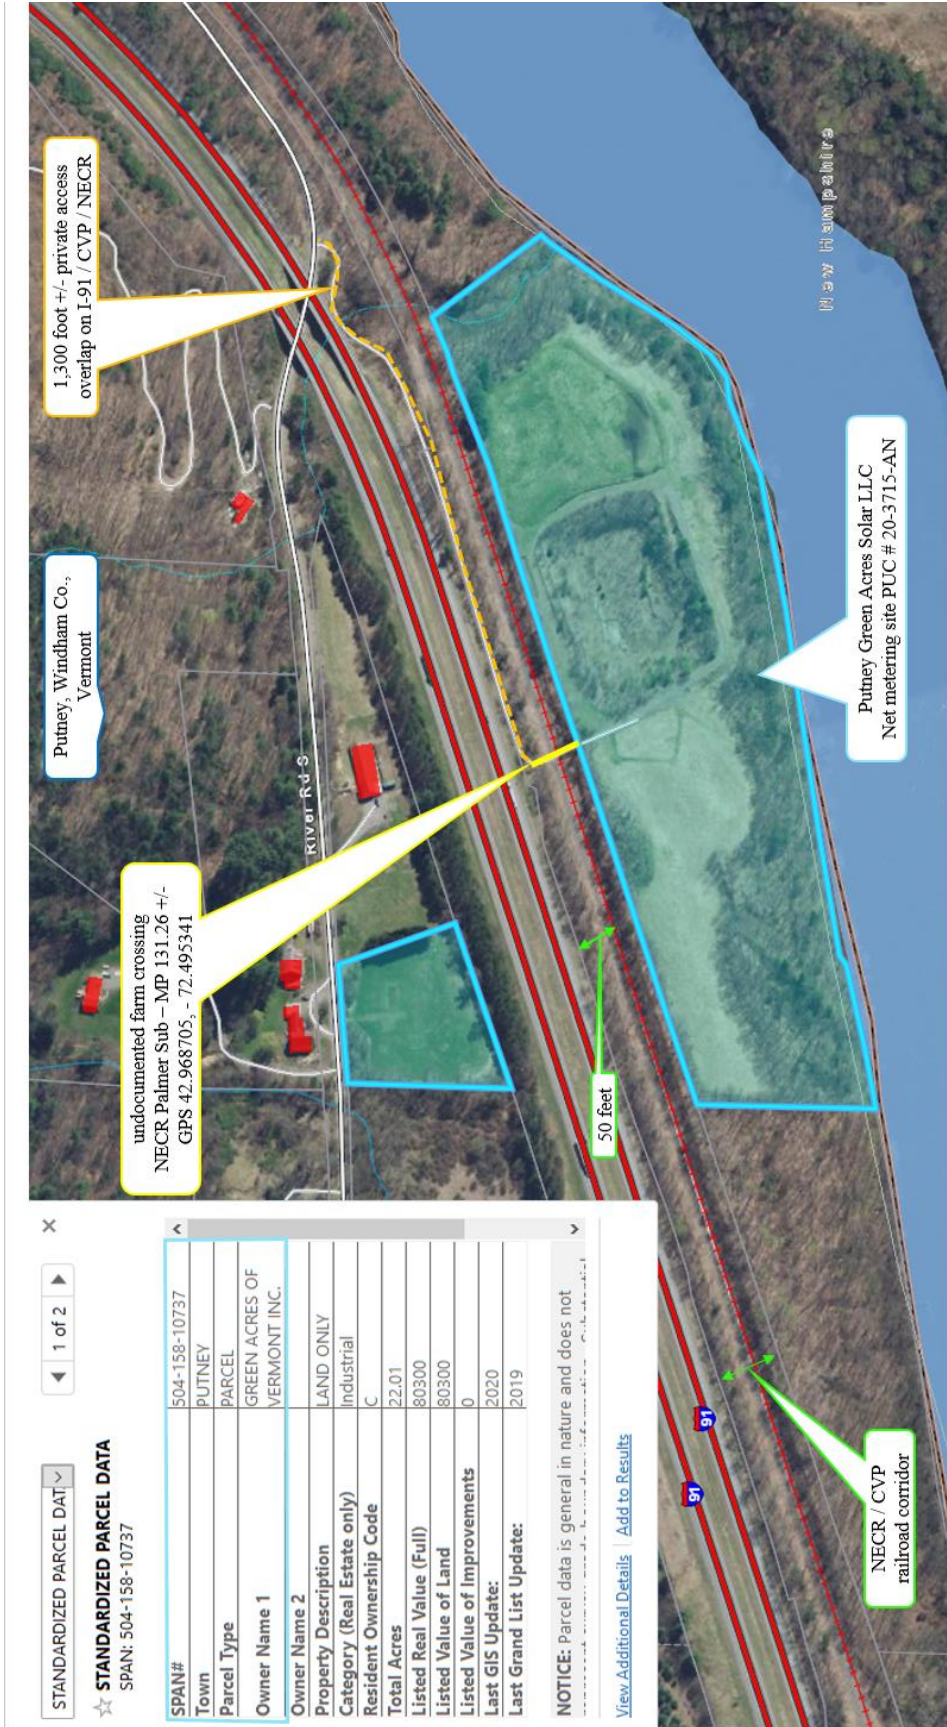 STANDARDIZED PARCEL DAT
1 of 2
STANDARDIZED PARCEL DATA
SPAN: 504-158-10737
SPAN# 504-158-10737
Town PUTNEY
Parcel Type PARCEL
Owner Name 1 GREEN ACRES OF
VERMONT INC.
Owner Name 2
Property Description LAND ONLY
Category (Real Estate only) Industrial
Resident Ownership Code C
Total Acres 22.01
Listed Real Value (Full) 80300
Listed Value of Land 80300
Listed Value of Improvements 0
Last GIS Update: 2020
Last Grand List Update: 2019
NOTICE: Parcel data is general in nature and does not
View Additional Details Add to Results
undocumented farm crossing
NECR Palmer Sub – MP 131.26 +/-
GPS 42.968705, - 72.495341
Putney, Windham Co.,
Vermont
1,300 foot +/- private access
overlap on I-91 / CVP / NECR
River Rd S
50 feet
91
91
NECR / CVP
railroad corridor
Putney Green Acres Solar LLC
Net metering site PUC # 20-3715-AN
New Hampshire